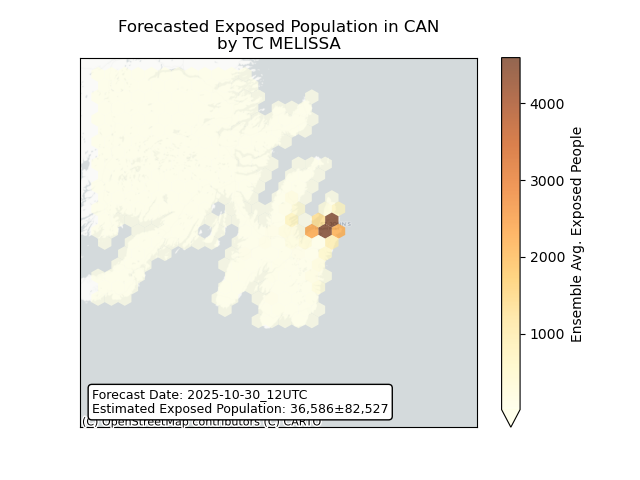 Forecasted Exposed Population in CAN
by TC MELISSA
4000
3000
2000
1000
Ensemble Avg. Exposed People
Forecast Date: 2025-10-30_12UTC
Estimated Exposed Population: 36,586±82,527
(C) OpenStreetMap contributors (C) CARTO